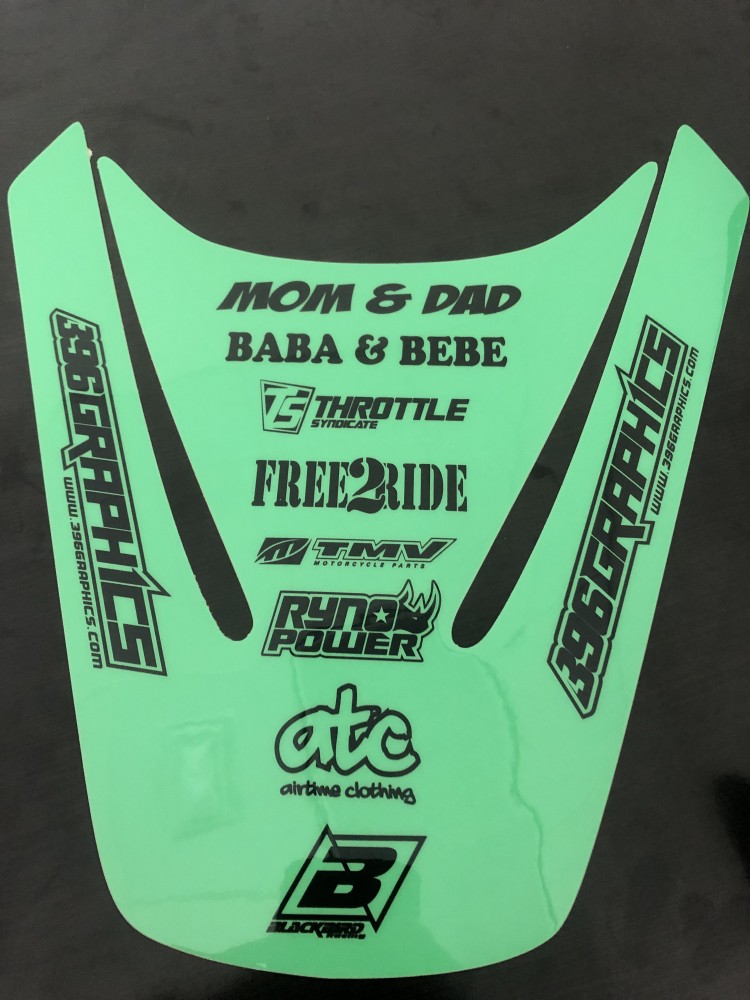 MOM & DAD
BABA & BEBE
TS THROTTLE
SYNDICATE
FREE2RIDE
TMV
MOTORCYCLE PARTS
RYNO
POWER
atc
airtime clothing
B
BLACKBIRD
RACING
396GRAPHICS
WWW.396GRAPHICS.COM
396GRAPHICS
WWW.396GRAPHICS.COM